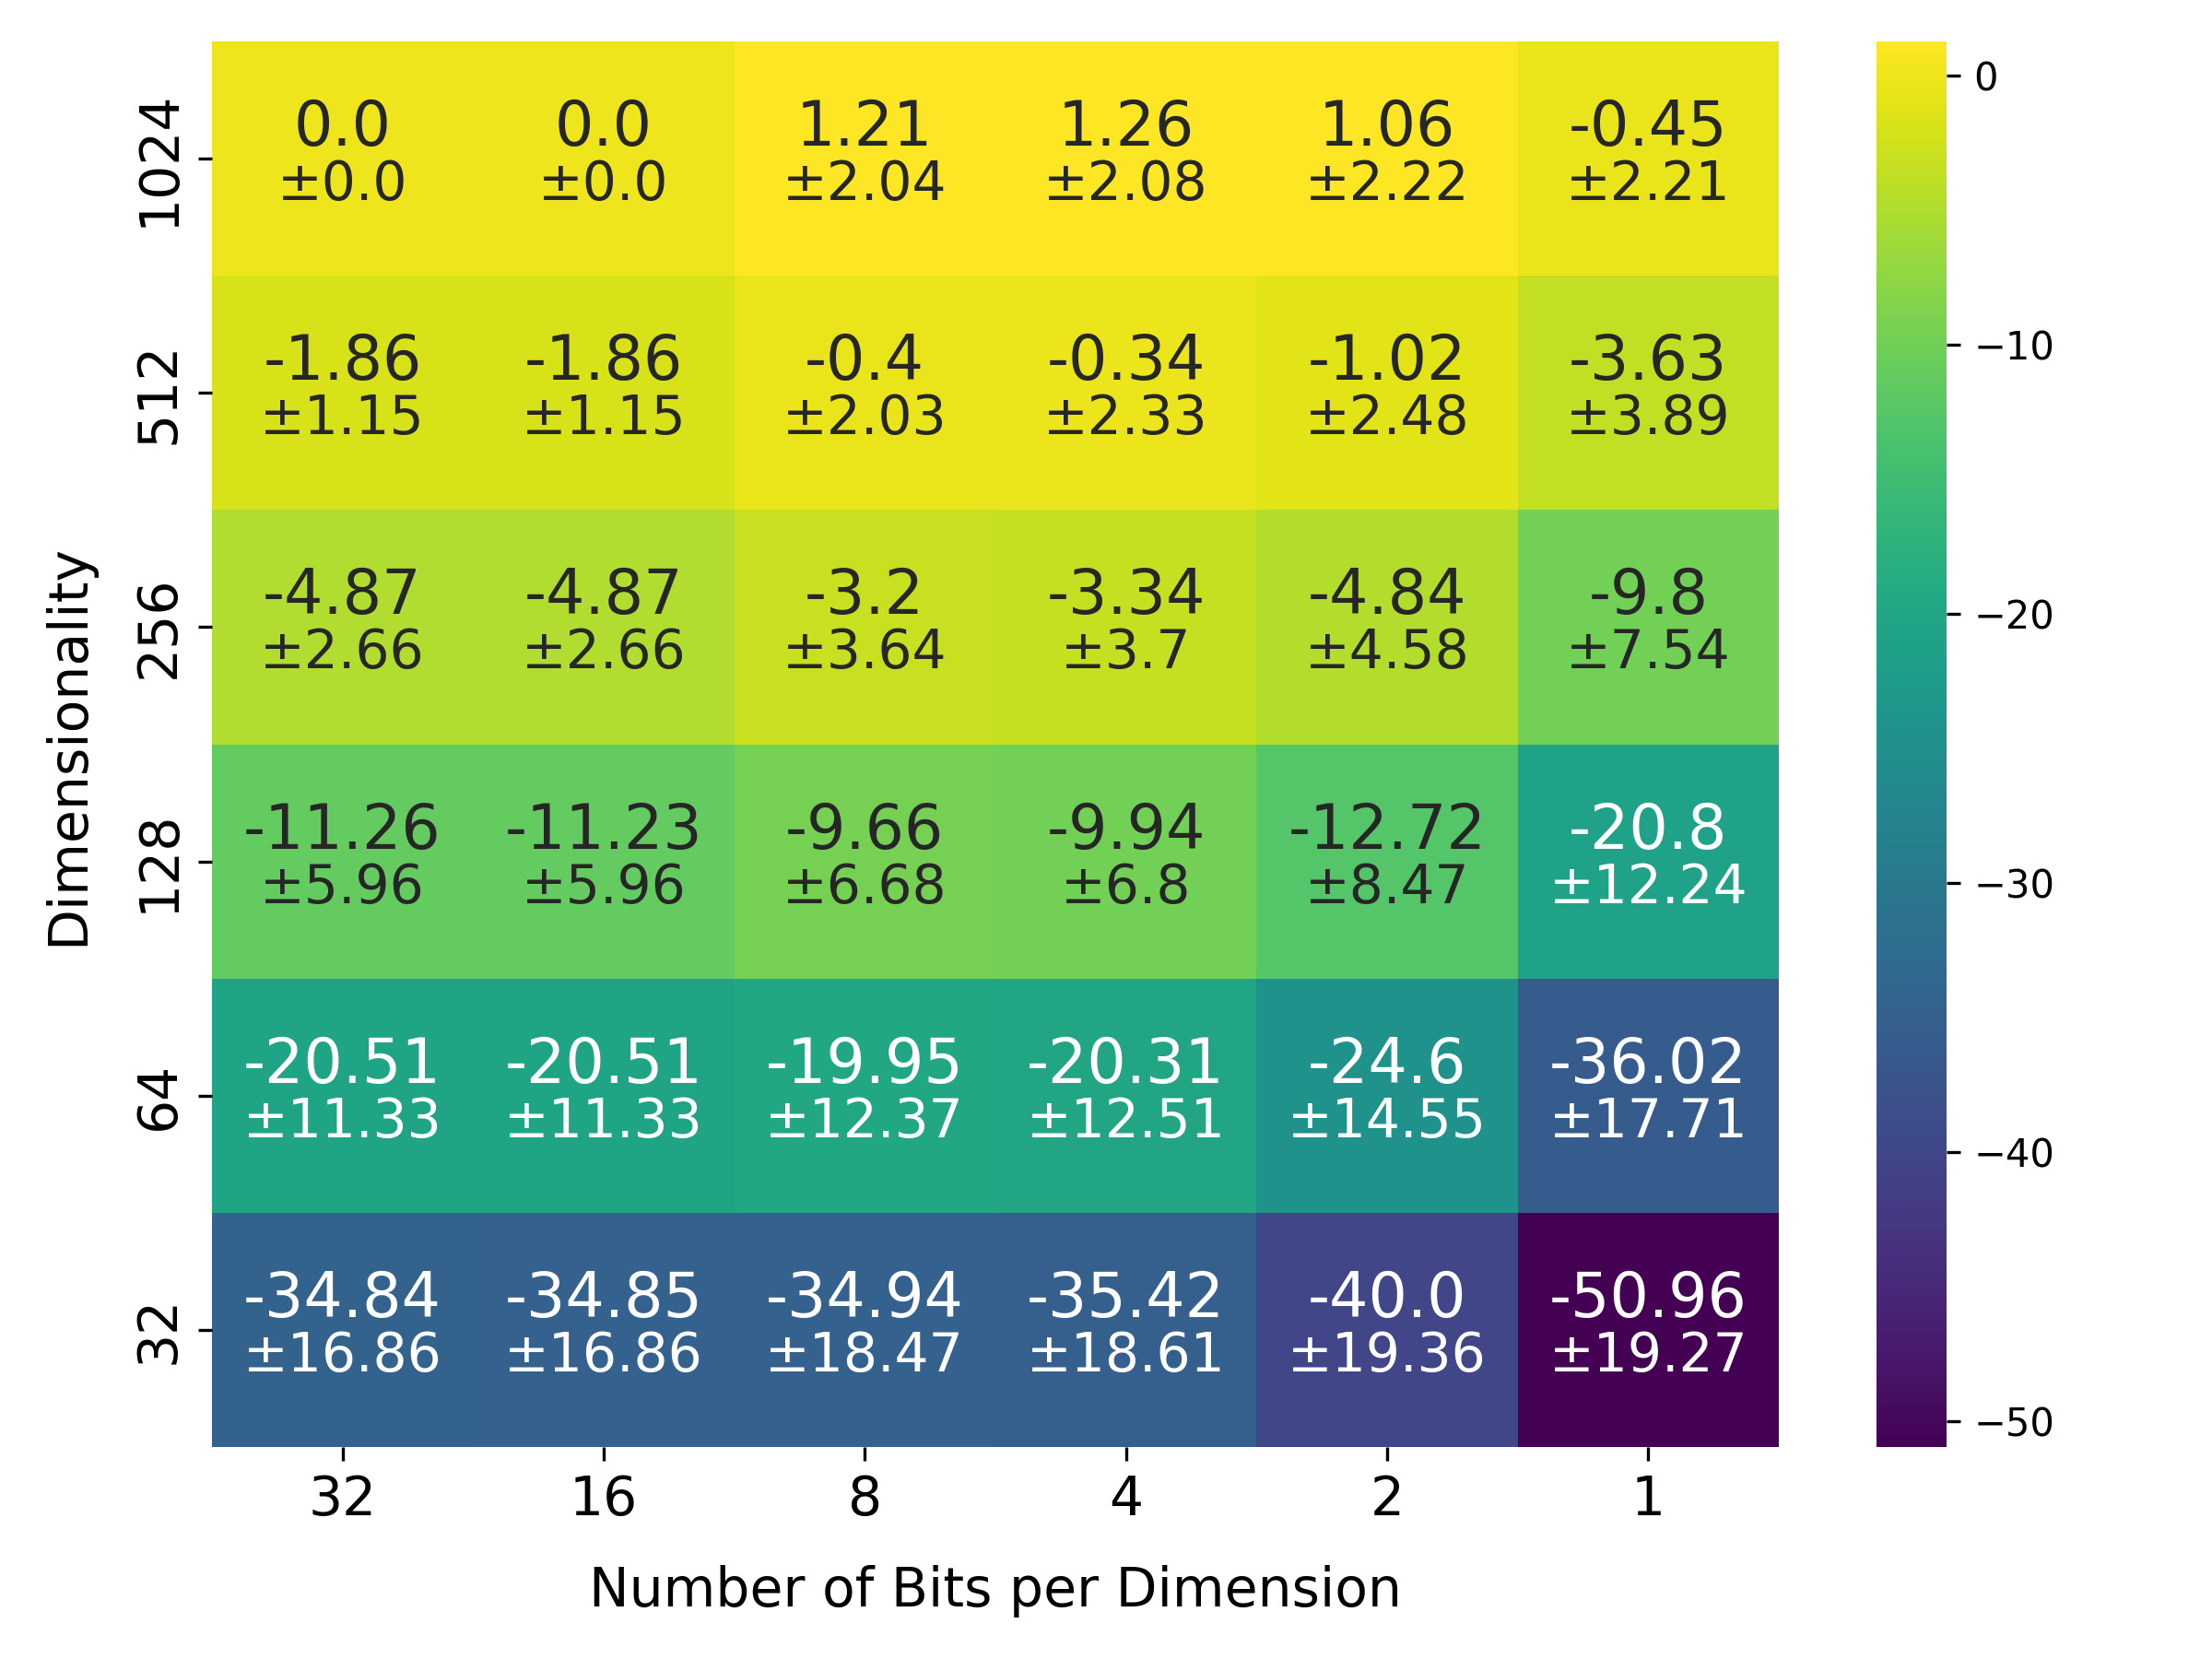 1024
0.0 0.0 1.21 1.26 1.06 -0.45
±0.0 ±0.0 ±2.04 ±2.08 ±2.22 ±2.21
512
-1.86 -1.86 -0.4 -0.34 -1.02 -3.63
±1.15 ±1.15 ±2.03 ±2.33 ±2.48 ±3.89
256
-4.87 -4.87 -3.2 -3.34 -4.84 -9.8
±2.66 ±2.66 ±3.64 ±3.7 ±4.58 ±7.54
128
-11.26 -11.23 -9.66 -9.94 -12.72 -20.8
±5.96 ±5.96 ±6.68 ±6.8 ±8.47 ±12.24
64
-20.51 -20.51 -19.95 -20.31 -24.6 -36.02
±11.33 ±11.33 ±12.37 ±12.51 ±14.55 ±17.71
32
-34.84 -34.85 -34.94 -35.42 -40.0 -50.96
±16.86 ±16.86 ±18.47 ±18.61 ±19.36 ±19.27
Dimensionality
32 16 8 4 2 1
Number of Bits per Dimension
0
−10
−20
−30
−40
−50